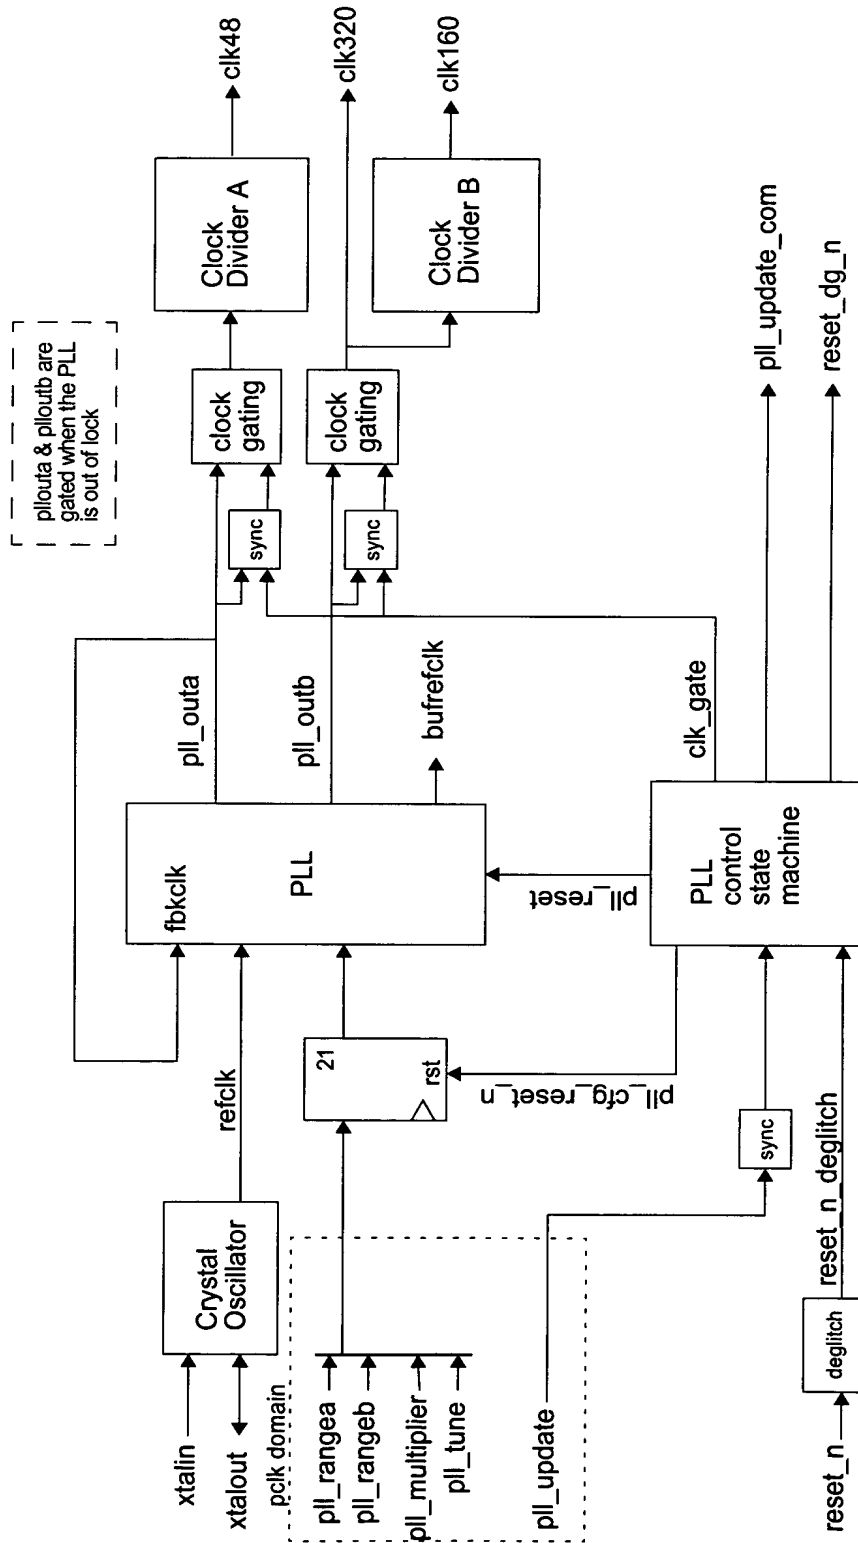 pllouta & plloutb are
gated when the PLL
is out of lock
clk48
clk320
clk160
Clock
Divider A
Clock
Divider B
clock
gating
clock
gating
sync
sync
pll_outa
pll_outb
bufrefclk
fbkclk
PLL
refclk
Crystal
Oscillator
xtalin
xtalout
pclk domain
pll_rangea
pll_rangeb
pll_multiplier
pll_tune
pll_update
21
rst
pll_cfg_reset_n
pll_reset
clk_gate
PLL
control
state
machine
sync
pll_update_com
reset_dg_n
reset_n_deglitch
deglitch
reset_n